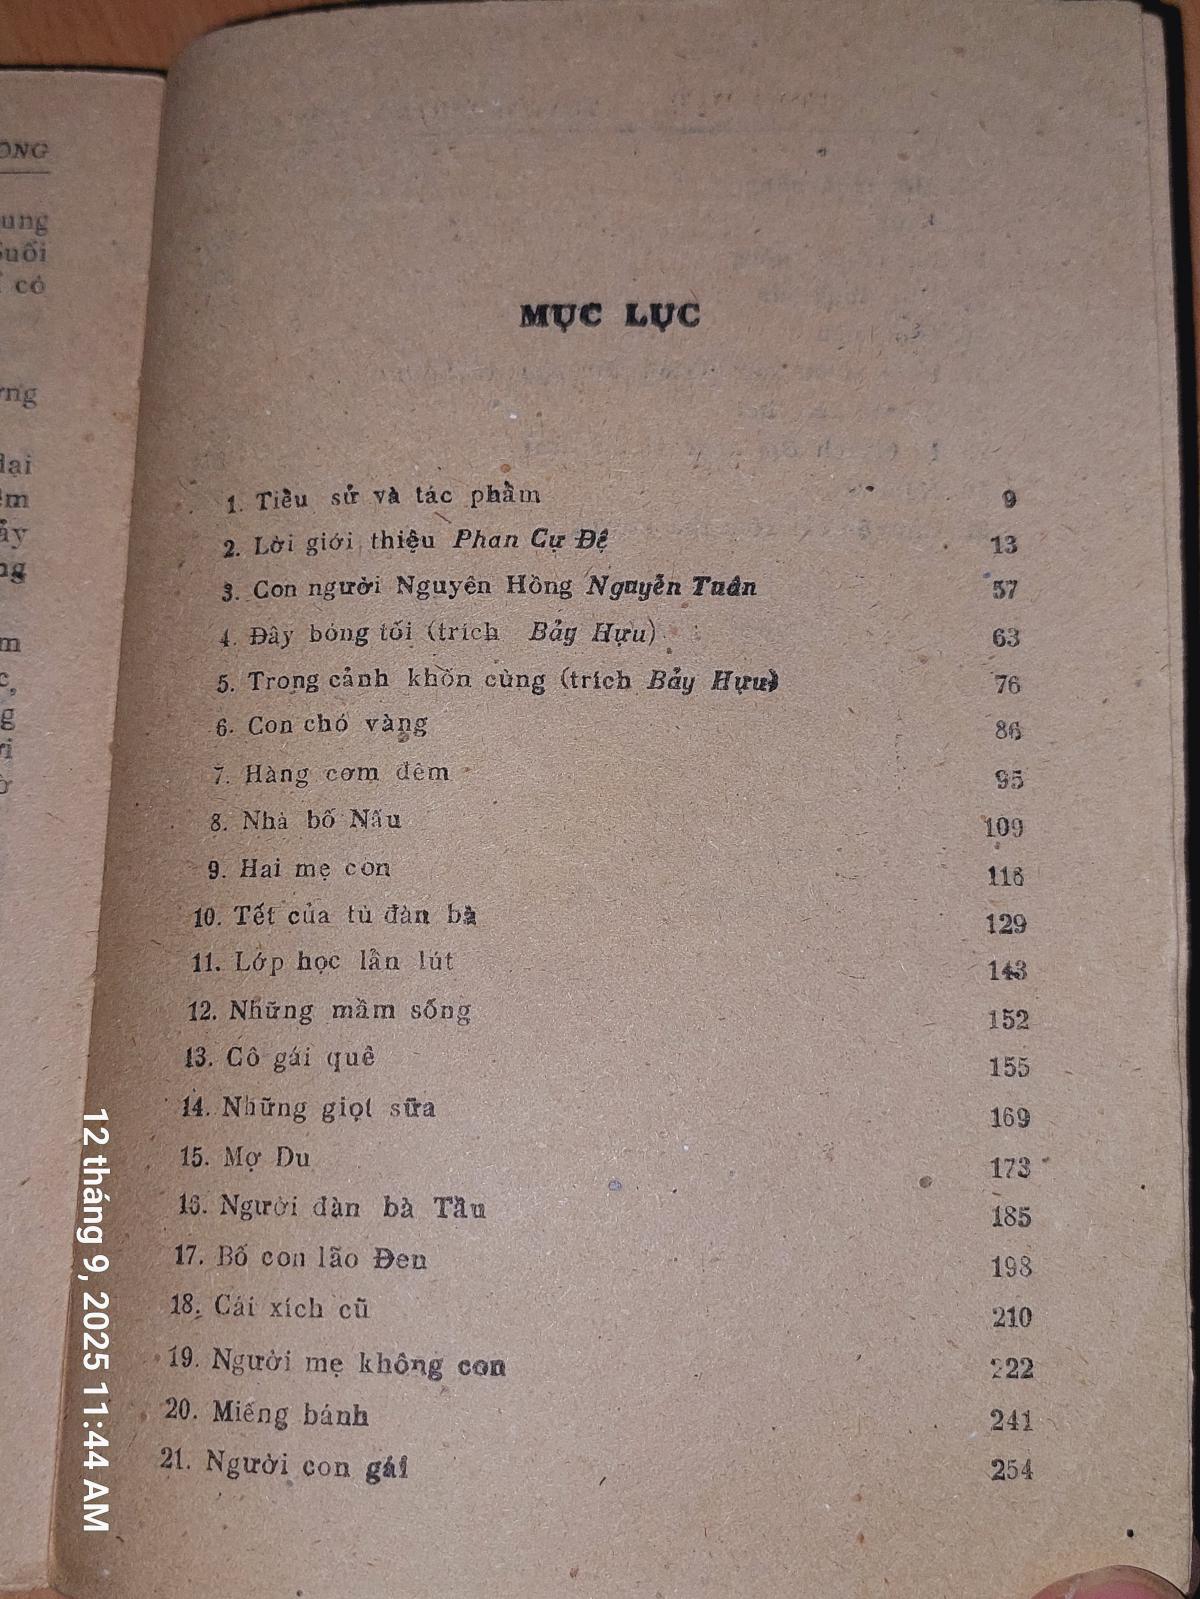 ONG
ung
Suối
có
ng
m
MỤC LỤC
1. Tiểu sử và tác phẩm 9
2. Lời giới thiệu Phan Cự Đệ 13
3. Con người Nguyên Hồng Nguyễn Tuân 57
4. Đây bóng tối (trích Bảy Hựu) 63
5. Trong cảnh khốn cùng (trích Bảy Hựu) 76
6. Con chó vàng 86
7. Hàng cơm đêm 95
8. Nhà bố Nấu 109
9. Hai mẹ con 116
10. Tết của tù đàn bà 129
11. Lớp học lẩn lút 143
12. Những mầm sống 152
13. Cô gái quê 155
14. Những giọt sữa 169
15. Mợ Du 173
16. Người đàn bà Tầu 185
17. Bố con lão Đen 198
18. Cái xích cũ 210
19. Người mẹ không con 222
20. Miếng bánh 241
21. Người con gái 254
12 tháng 9, 2025 11:44 AM